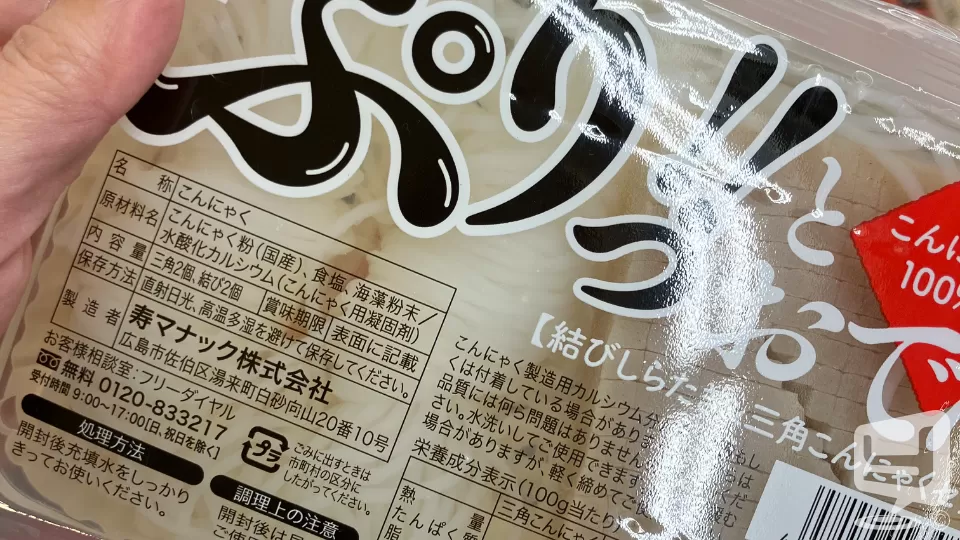 ぷりっと
おで
こんに
100%
【結びしらた
三角こんにゃく
名称 こんにゃく
原材料名 こんにゃく粉(国産)、食塩、海藻粉末/
水酸化カルシウム(こんにゃく用凝固剤)
内容量 三角2個、結び2個 賞味期限 表面に記載
保存方法 直射日光、高温多湿を避けて保存してください。
製造者 寿マナック株式会社
広島市佐伯区湯来町白砂向山20番10号
お客様相談室:フリーダイヤル
無料 0120-833217
受付時間 9:00~17:00[日、祝日を除く]
処理方法
開封後充填水をしっかり
きってお使いください。
プラ
ごみに出すときは
市町村の区分に
したがってください。
調理上の注意
開封後は
こんにゃく製造用カルシウム分
くは付着している場合があり
品質には何ら問題はありません
さい。水洗いしてご使用できます
場合がありますが、軽く締めてご使
栄養成分表示(100g当たり)
三角こんにゃ
熱量
たんぱく質
脂